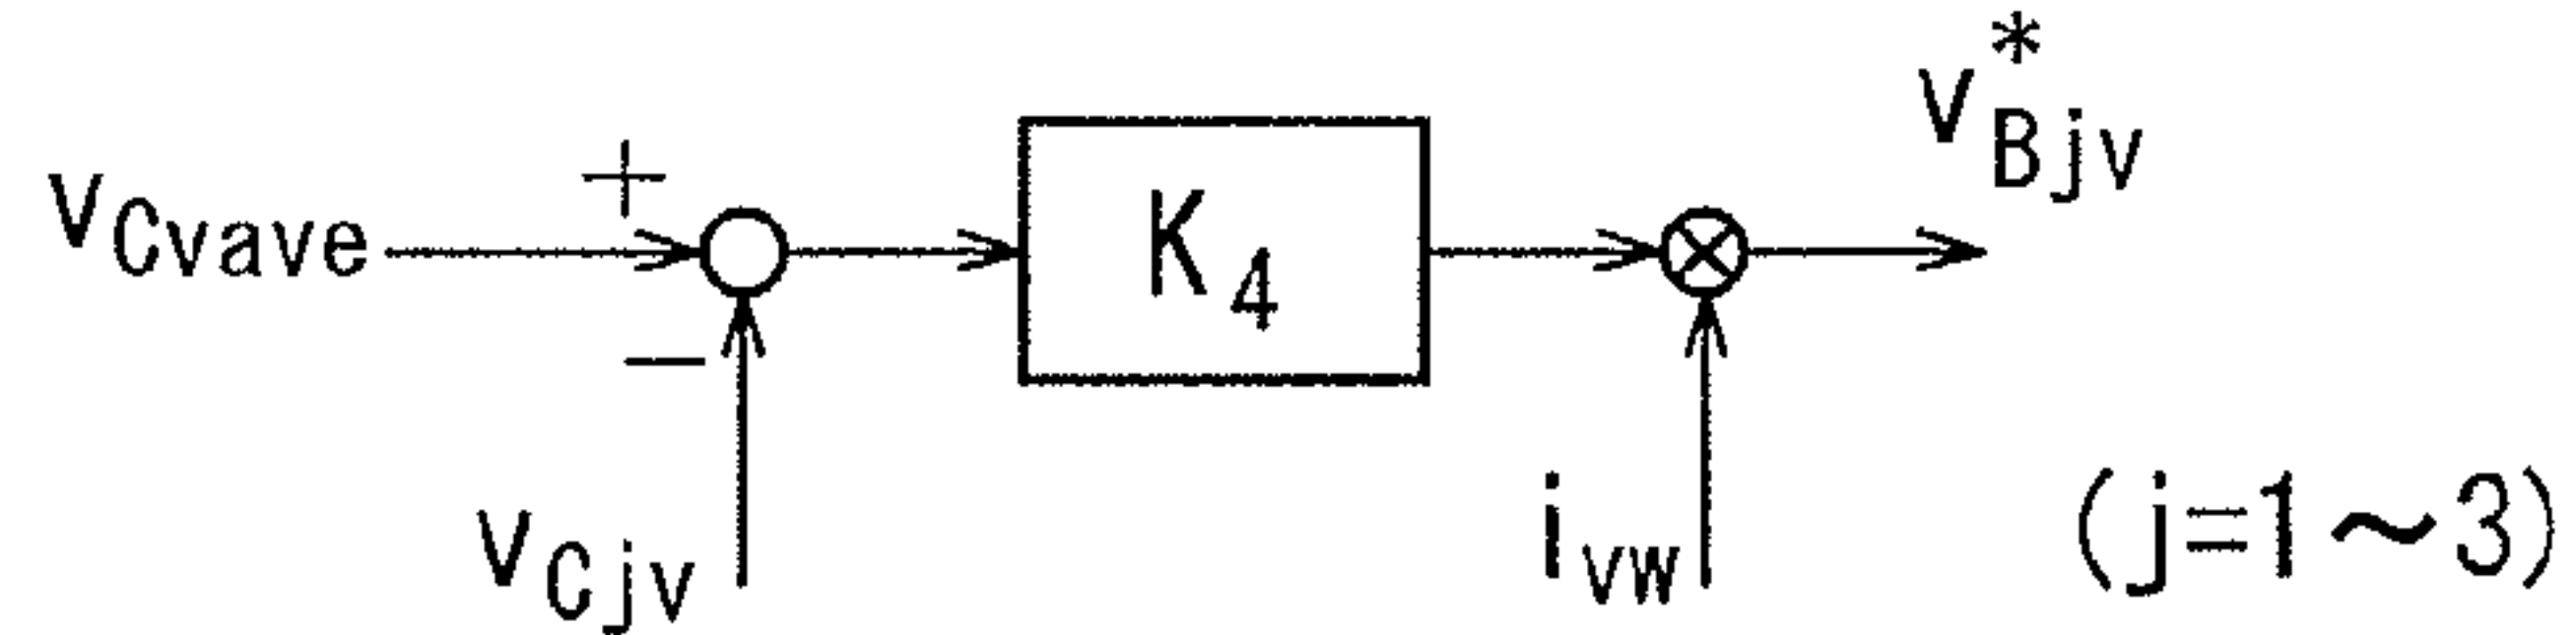 v*Bjv
+
vCvave
K4
−
vCjv
ivw
(j=1～3)